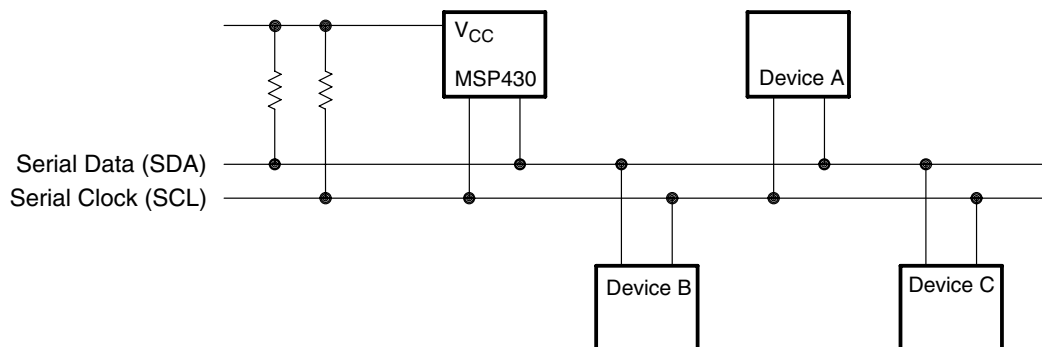 VCC
MSP430
Device A
Serial Data (SDA)
Serial Clock (SCL)
Device B
Device C